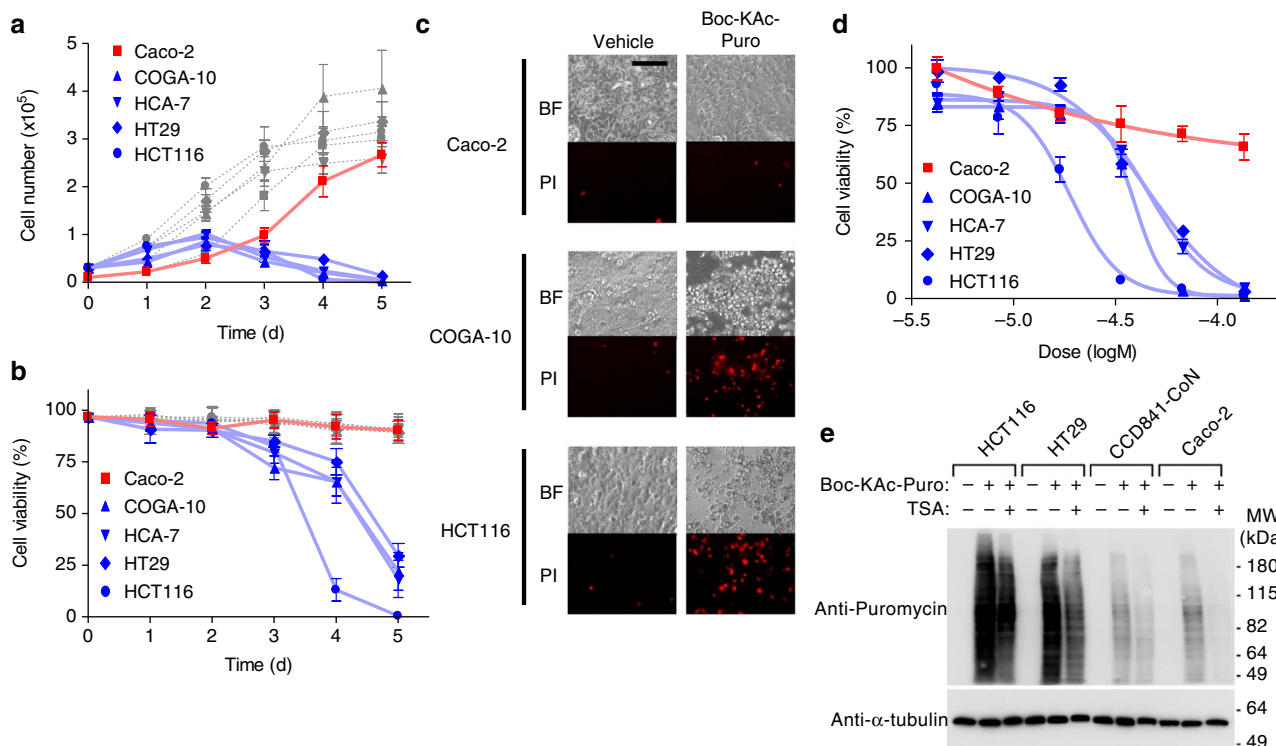 a
Cell number (x10⁵)
5
4
3
2
1
0
Caco-2
COGA-10
HCA-7
HT29
HCT116
0 1 2 3 4 5
Time (d)
b
Cell viability (%)
100
75
50
25
0
Caco-2
COGA-10
HCA-7
HT29
HCT116
0 1 2 3 4 5
Time (d)
c
Vehicle
Boc-KAc-
Puro
Caco-2
BF
PI
COGA-10
BF
PI
HCT116
BF
PI
d
Cell viability (%)
100
75
50
25
0
Caco-2
COGA-10
HCA-7
HT29
HCT116
–5.5 –5.0 –4.5 –4.0
Dose (logM)
e
HCT116 HT29 CCD841-CoN Caco-2
Boc-KAc-Puro: – + + – + + – + + – + +
TSA: – – + – – + – – + – – +
MW
(kDa
- 180
- 115
- 82
- 64
- 49
Anti-Puromycin
- 64
- 49
Anti-α-tubulin